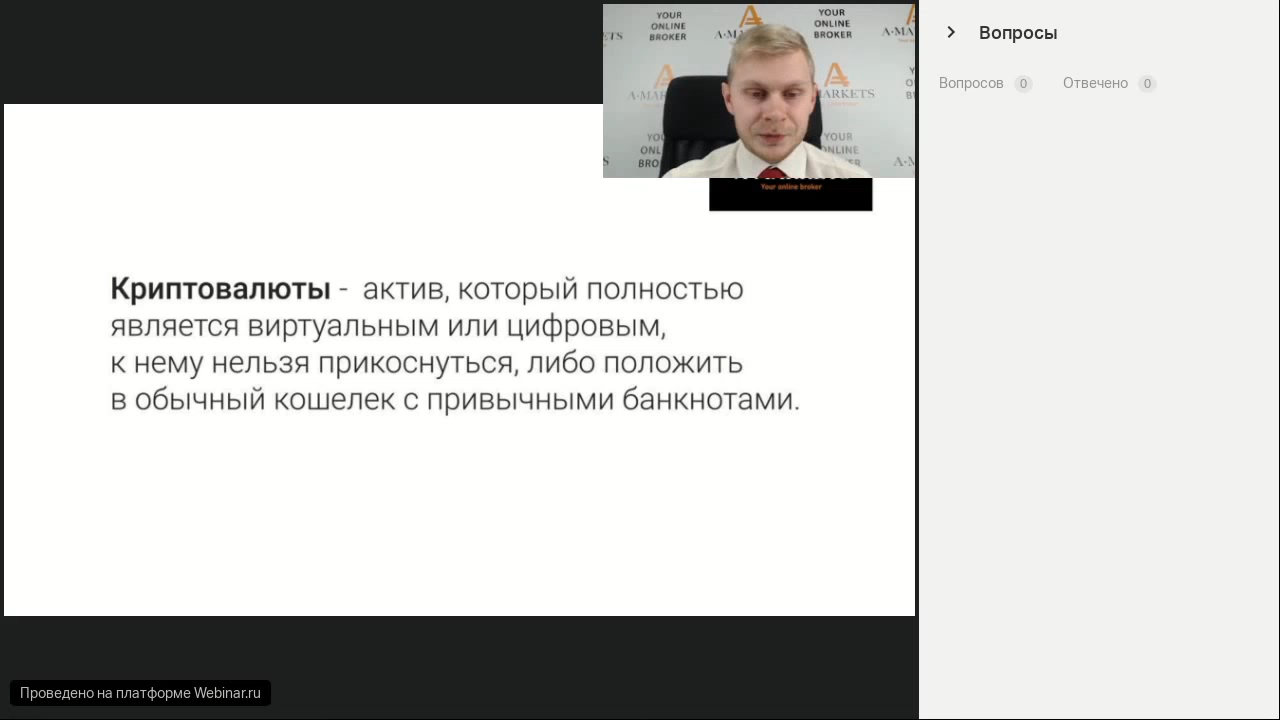 YOUR
ONLINE
BROKER
YOUR
ONLINE
BROKER
Вопросы
Вопросов 0 Отвечено 0
Your online broker
Криптовалюты - актив, который полностью
является виртуальным или цифровым,
к нему нельзя прикоснуться, либо положить
в обычный кошелек с привычными банкнотами.
Проведено на платформе Webinar.ru